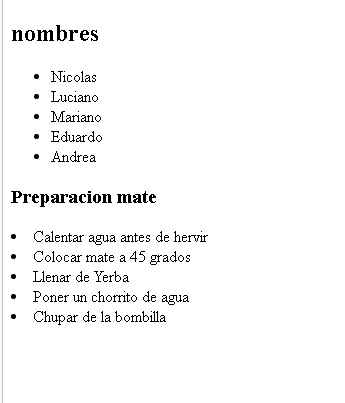 nombres
Nicolas
Luciano
Mariano
Eduardo
Andrea
Preparacion mate
Calentar agua antes de hervir
Colocar mate a 45 grados
Llenar de Yerba
Poner un chorrito de agua
Chupar de la bombilla